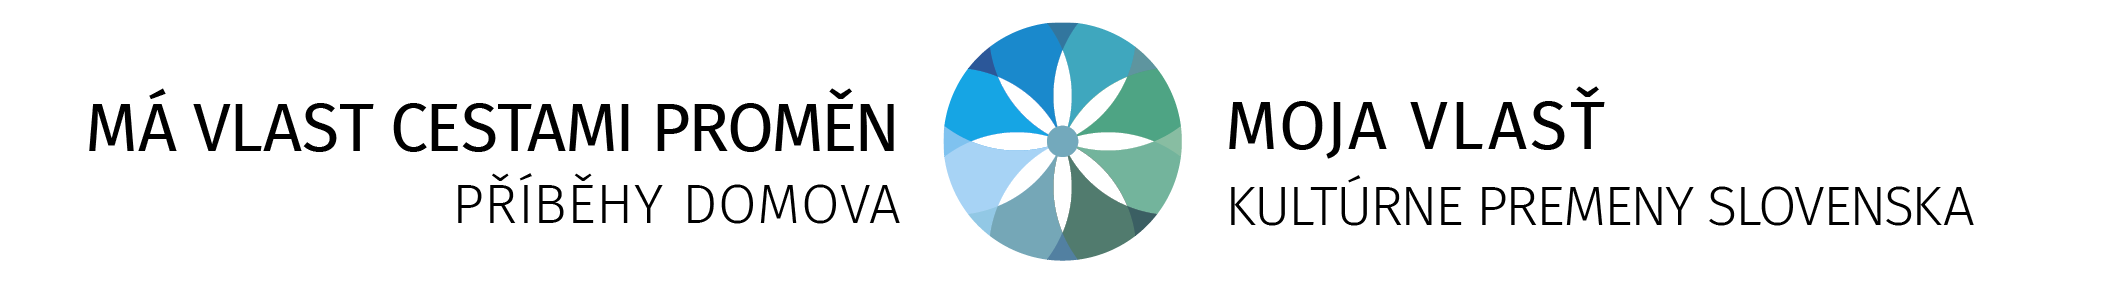 MÁ VLAST CESTAMI PROMĚN
PŘÍBĚHY DOMOVA
MOJA VLASŤ
KULTÚRNE PREMENY SLOVENSKA